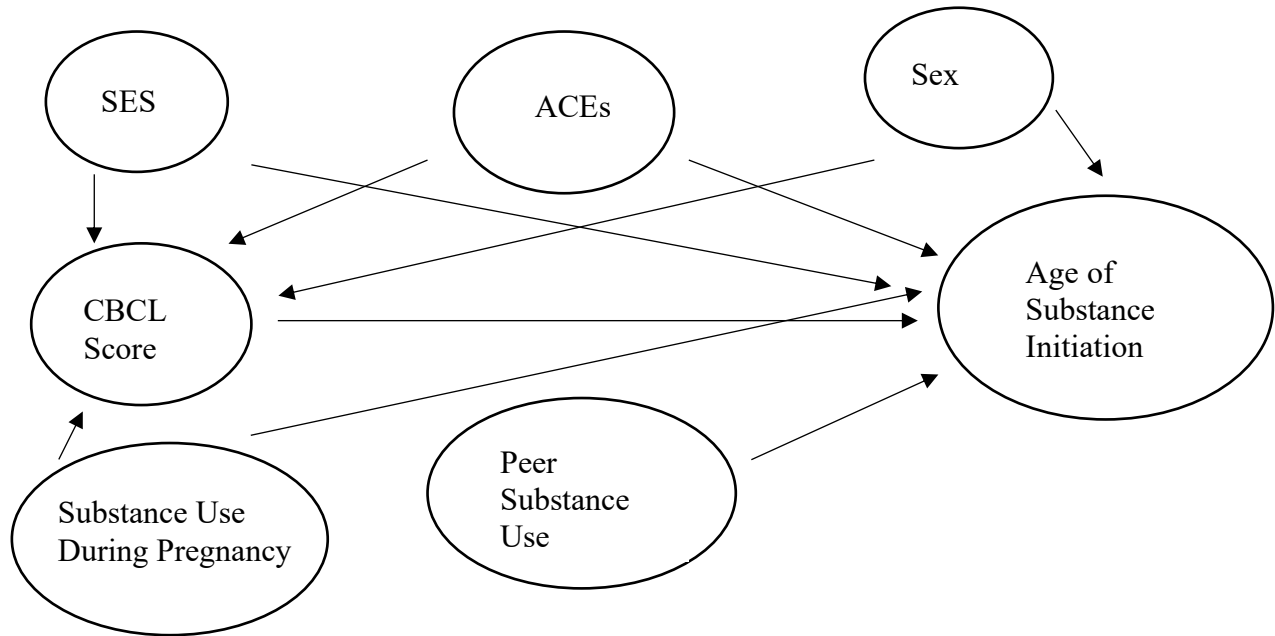 SES
ACEs
Sex
CBCL
Score
Age of
Substance
Initiation
Substance Use
During Pregnancy
Peer
Substance
Use